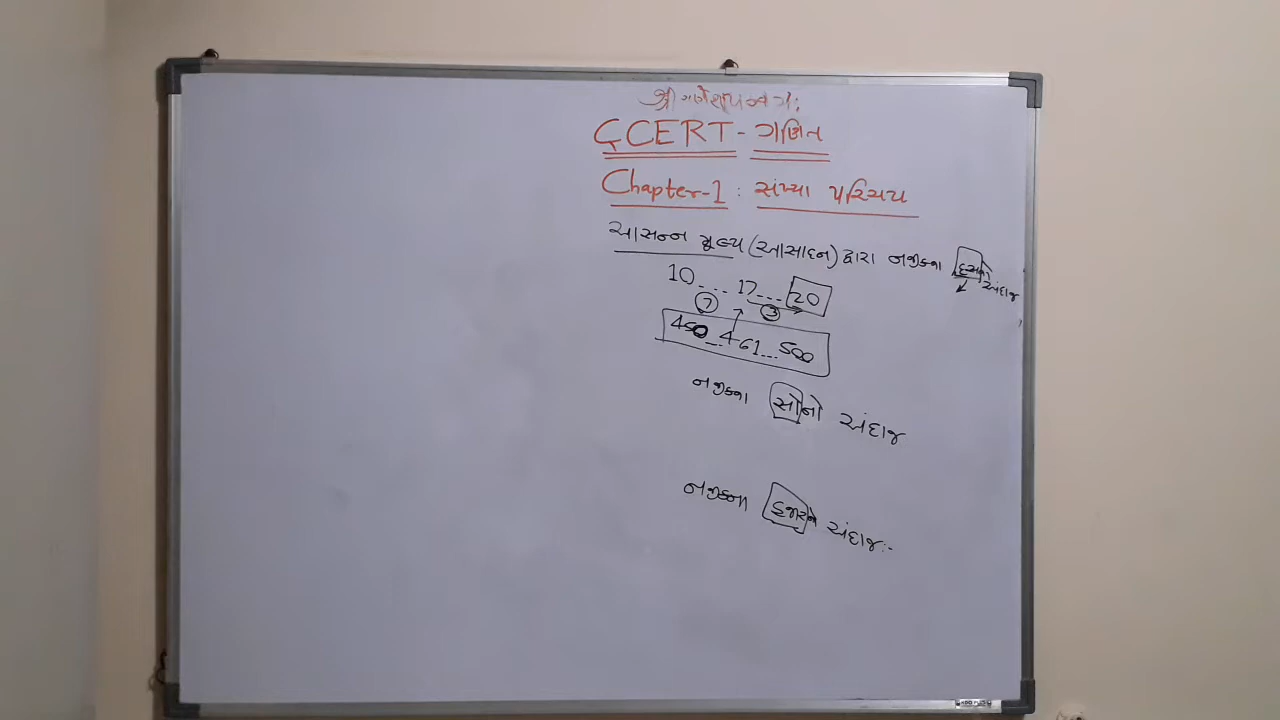 શ્રી ગણેશાય નમઃ
GCERT - ગણિત
Chapter-1 : સંખ્યા પરિચય
આસન્ન મૂલ્ય (આસાદન) દ્વારા નજીકના દસનો અંદાજ
10 _ . . . 17 _ . . . 20
7 3
450 _ . . 461 . . . 500
નજીકના સોનો અંદાજ
નજીકના હજારનો અંદાજ :-